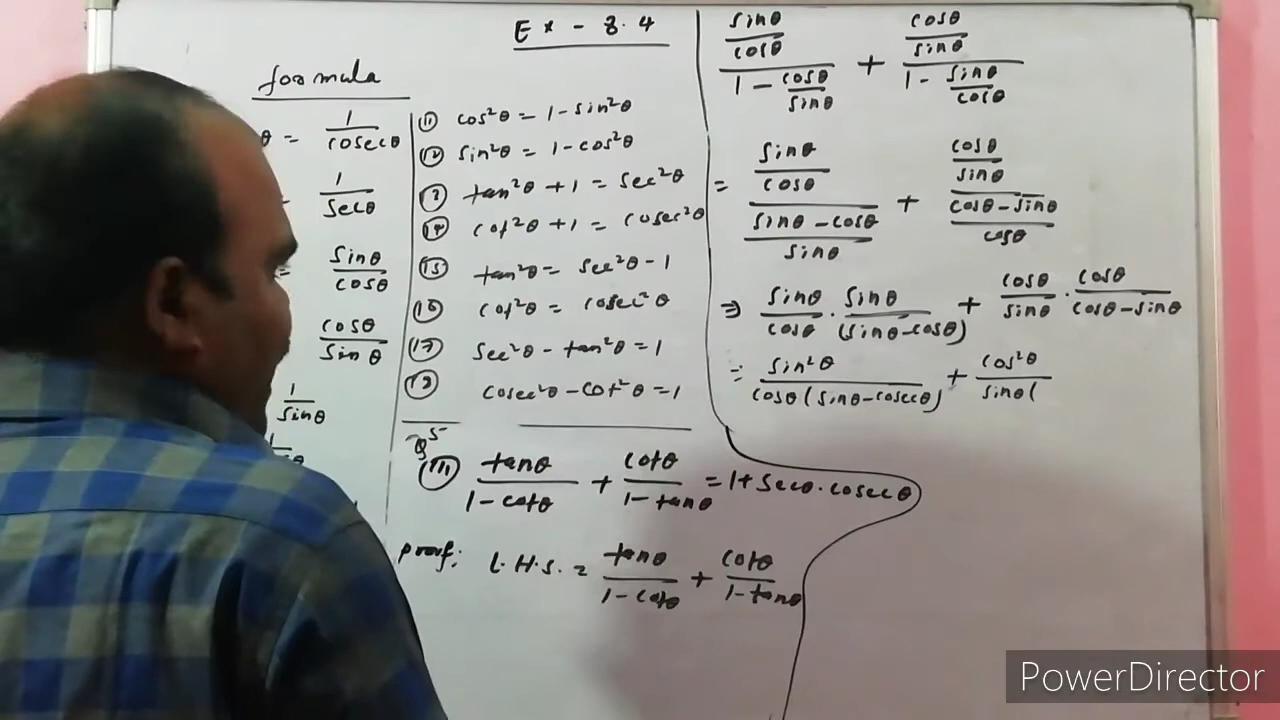 Ex - 8.4
formula
θ = 1/cosecθ
= 1/secθ
= sinθ/cosθ
cosθ/sinθ
1/sinθ
(11) cos²θ = 1 - sin²θ
(12) sin²θ = 1 - cos²θ
(13) tan²θ + 1 = sec²θ
(14) cot²θ + 1 = cosec²θ
(15) tan²θ = sec²θ - 1
(16) cot²θ = cosec²θ
(17) sec²θ - tan²θ = 1
(18) cosec²θ - cot²θ = 1
Q5
(iii) tanθ/(1 - cotθ) + cotθ/(1 - tanθ) = 1 + secθ.cosecθ
proof: L.H.S. = tanθ/(1 - cotθ) + cotθ/(1 - tanθ)
(sinθ/cosθ)/(1 - cosθ/sinθ) + (cosθ/sinθ)/(1 - sinθ/cosθ)
= (sinθ/cosθ)/((sinθ - cosθ)/sinθ) + (cosθ/sinθ)/((cosθ - sinθ)/cosθ)
⇒ sinθ/cosθ . sinθ/(sinθ - cosθ) + cosθ/sinθ . cosθ/(cosθ - sinθ)
= sin²θ/(cosθ(sinθ - cosecθ)) + cos²θ/(sinθ(
PowerDirector